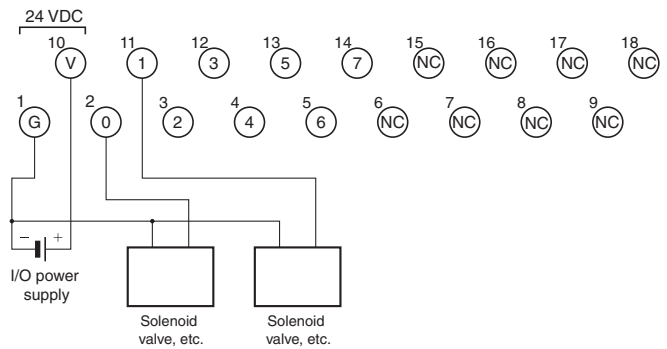 24 VDC
10 11 12 13 14 15 16 17 18
V 1 3 5 7 NC NC NC NC
1 2 3 4 5 6 7 8 9
G 0 2 4 6 NC NC NC NC
− +
I/O power
supply
Solenoid
valve, etc.
Solenoid
valve, etc.